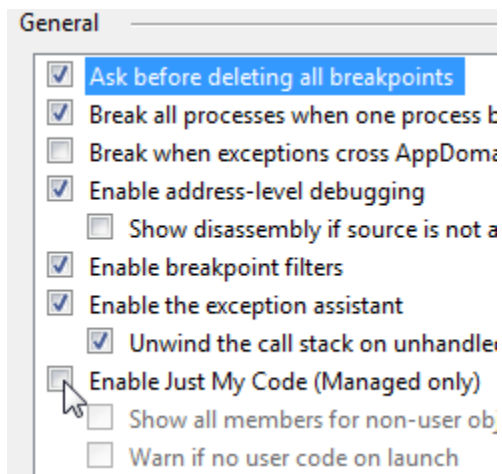 General
Ask before deleting all breakpoints
Break all processes when one process
Break when exceptions cross
Enable address-level debugging
Show disassembly if source is not
Enable breakpoint filters
Enable the exception assistant
Unwind the call stack on
Enable Just My Code (Managed only)
Show all members for non-user
Warn if no user code on launch